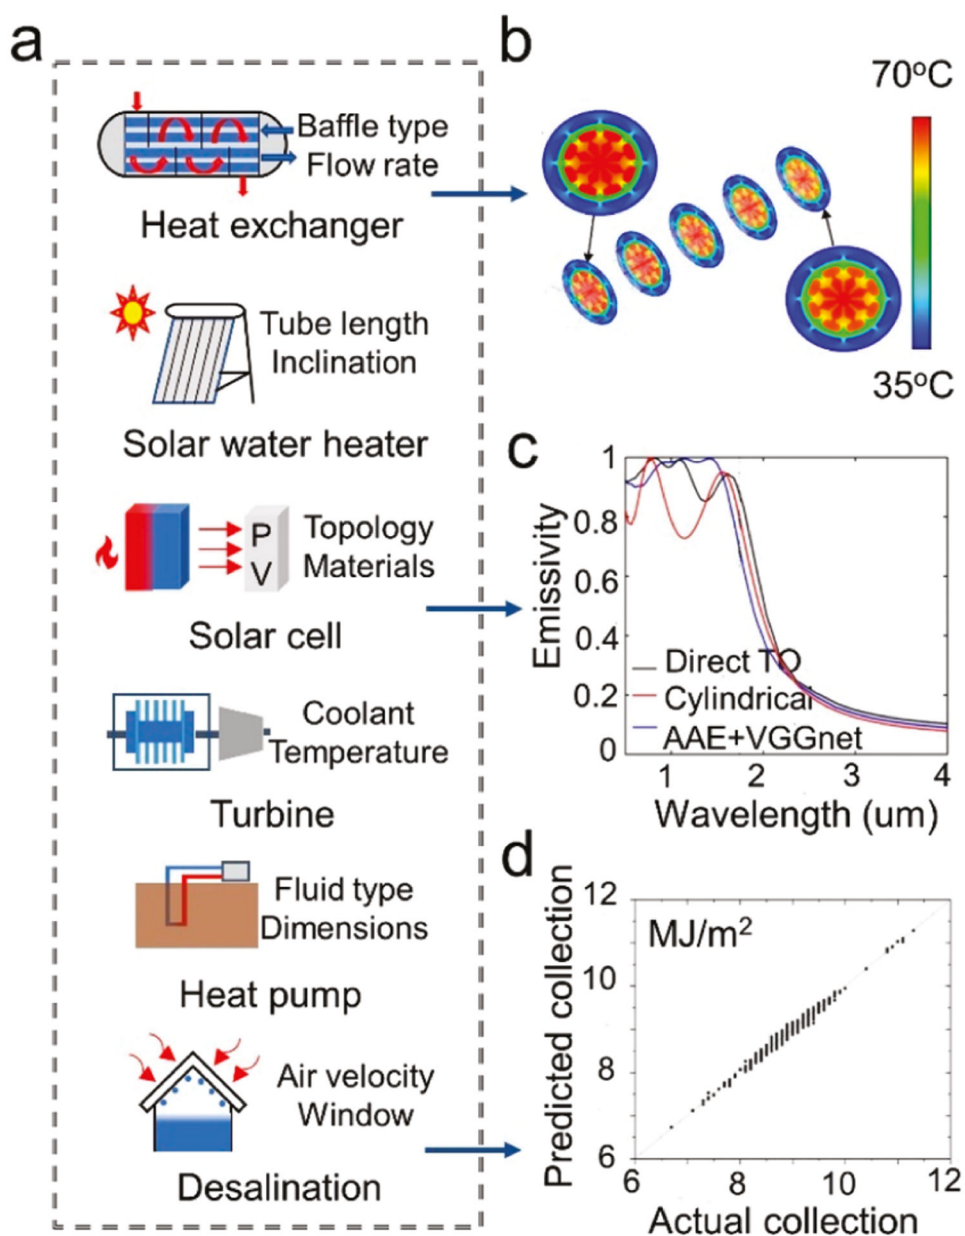 a
Baffle type
Flow rate
Heat exchanger
Tube length
Inclination
Solar water heater
P
V
Topology
Materials
Solar cell
Coolant
Temperature
Turbine
Fluid type
Dimensions
Heat pump
Air velocity
Window
Desalination
b
70°C
35°C
c
Emissivity
1
0.8
0.6
0.4
0.2
0
Direct TO
Cylindrical
AAE+VGGnet
1 2 3 4
Wavelength (um)
d
Predicted collection
12
10
8
6
MJ/m²
6 8 10 12
Actual collection